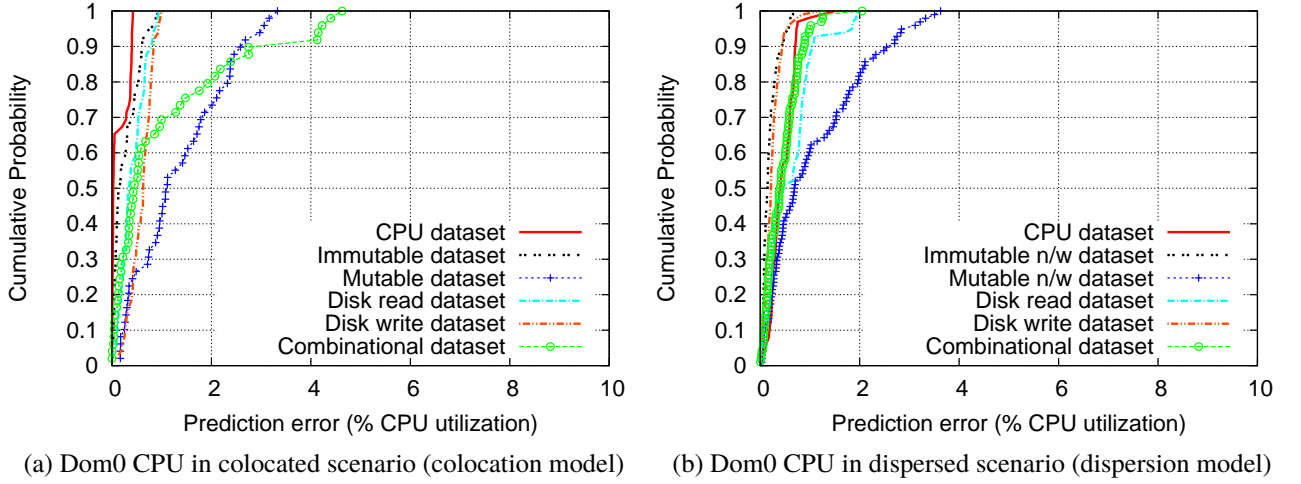 1
0.9
0.8
0.7
0.6
0.5
0.4
0.3
0.2
0.1
0
0 2 4 6 8 10
Cumulative Probability
Prediction error (% CPU utilization)
CPU dataset
Immutable dataset
Mutable dataset
Disk read dataset
Disk write dataset
Combinational dataset
(a) Dom0 CPU in colocated scenario (colocation model)
1
0.9
0.8
0.7
0.6
0.5
0.4
0.3
0.2
0.1
0
0 2 4 6 8 10
Cumulative Probability
Prediction error (% CPU utilization)
CPU dataset
Immutable n/w dataset
Mutable n/w dataset
Disk read dataset
Disk write dataset
Combinational dataset
(b) Dom0 CPU in dispersed scenario (dispersion model)